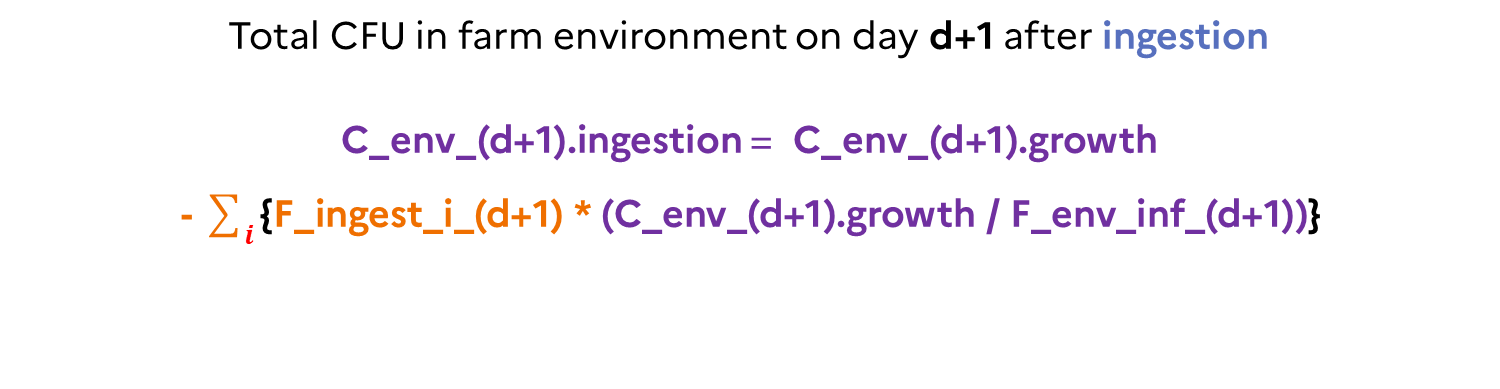 Total CFU in farm environment on day d+1 after ingestion
C_env_(d+1).ingestion = C_env_(d+1).growth
- ∑i{F_ingest_i_(d+1) * (C_env_(d+1).growth / F_env_inf_(d+1))}